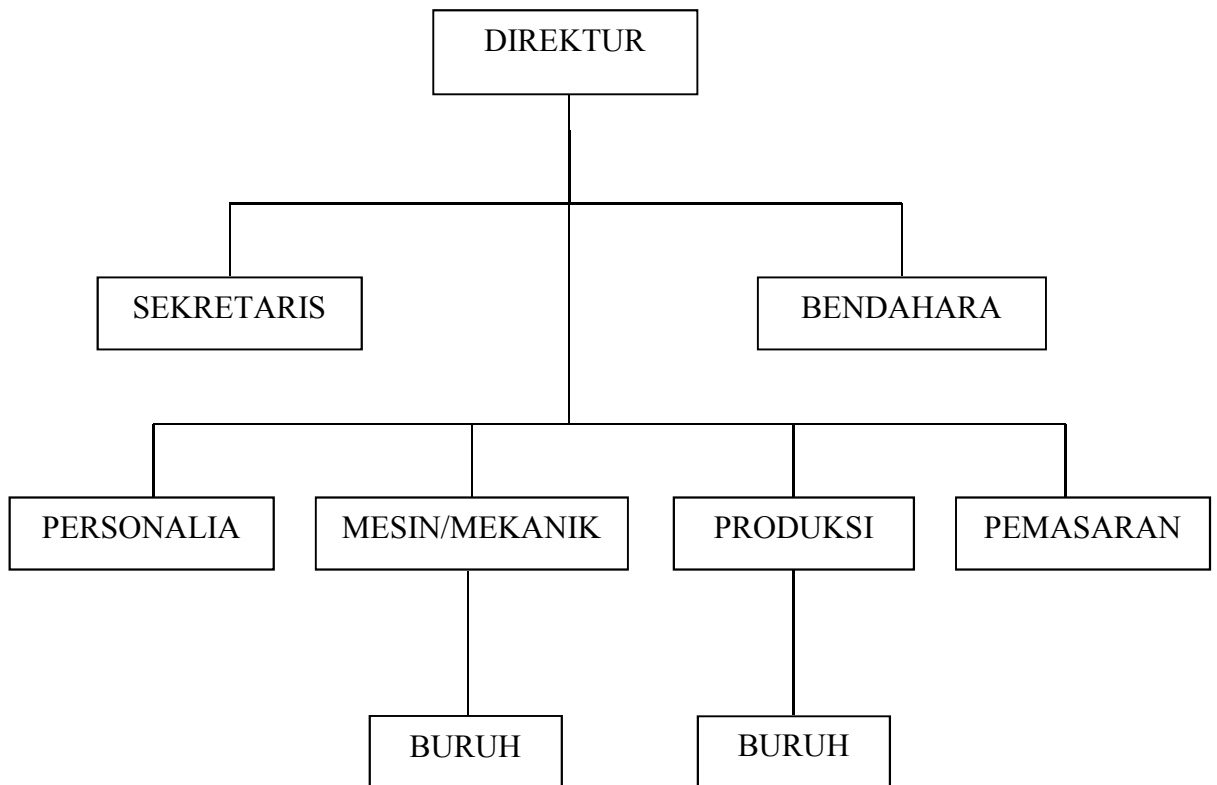 DIREKTUR
SEKRETARIS
BENDAHARA
PERSONALIA
MESIN/MEKANIK
PRODUKSI
PEMASARAN
BURUH
BURUH